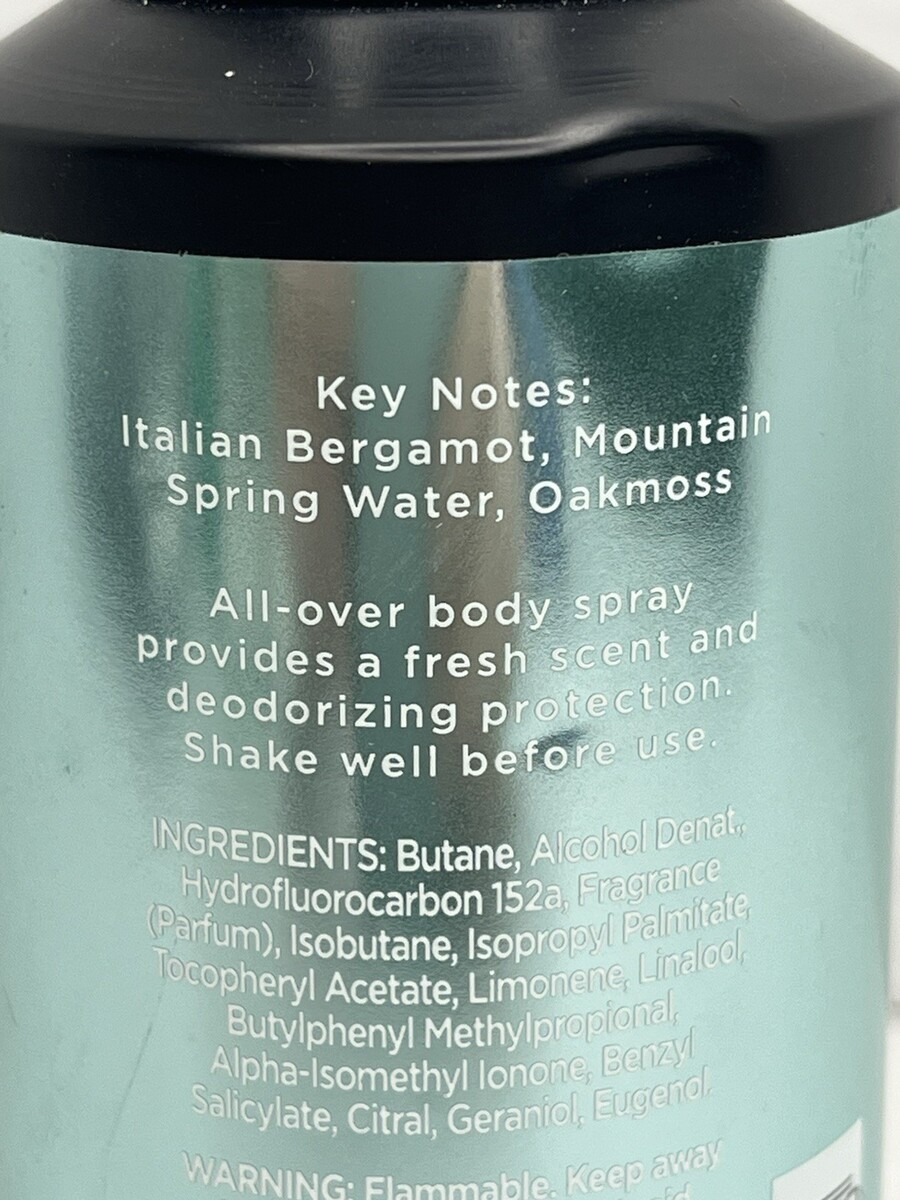 Key Notes:
Italian Bergamot, Mountain
Spring Water, Oakmoss
All-over body spray
provides a fresh scent and
deodorizing protection.
Shake well before use.
INGREDIENTS: Butane, Alcohol Denat.,
Hydrofluorocarbon 152a, Fragrance
(Parfum), Isobutane, Isopropyl Palmitate,
Tocopheryl Acetate, Limonene, Linalool,
Butylphenyl Methylpropional,
Alpha-Isomethyl Ionone, Benzyl
Salicylate, Citral, Geraniol, Eugenol.
WARNING: Flammable. Keep away